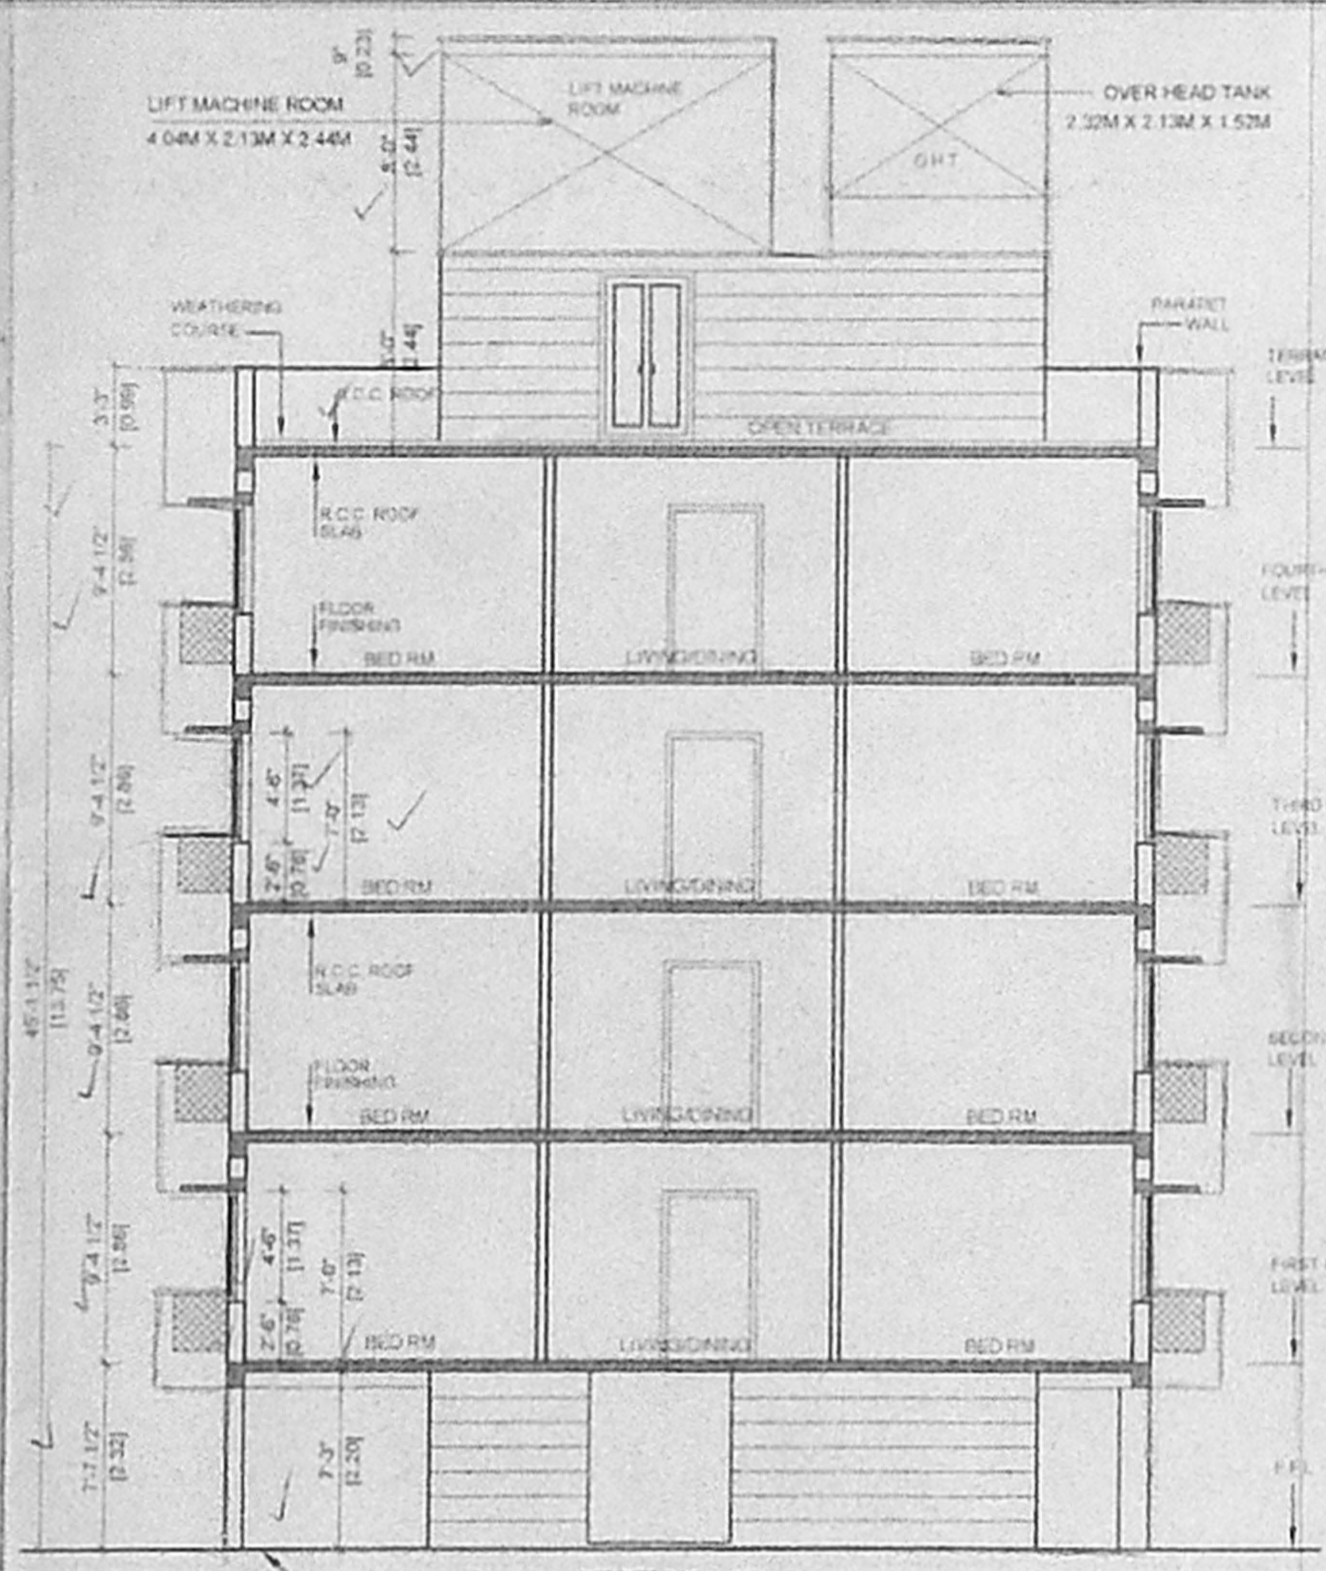 9"
[0.23]
LIFT MACHINE ROOM
4.04M X 2.13M X 2.44M
LIFT MACHINE
ROOM
OVER HEAD TANK
2.32M X 2.13M X 1.52M
OHT
8'-0"
[2.44]
WEATHERING
COURSE
PARAPET
WALL
LEVEL
3'-3"
[0.99]
R.C.C. ROOF
OPEN TERRACE
R.C.C. ROOF
SLAB
9'-4 1/2"
[2.86]
LEVEL
FLOOR
FINISHING
BED RM
LIVING/DINING
BED RM
4'-6"
[1.37]
7'-0"
[2.13]
9'-4 1/2"
[2.86]
THIRD
LEVEL
2'-6"
[0.76]
BED RM
LIVING/DINING
BED RM
45'-1 1/2"
[13.75]
R.C.C. ROOF
SLAB
9'-4 1/2"
[2.86]
LEVEL
FLOOR
FINISHING
BED RM
LIVING/DINING
BED RM
4'-6"
[1.37]
7'-0"
[2.13]
9'-4 1/2"
[2.86]
FIRST
LEVEL
2'-6"
[0.76]
BED RM
LIVING/DINING
BED RM
7'-7 1/2"
[2.32]
7'-3"
[2.20]